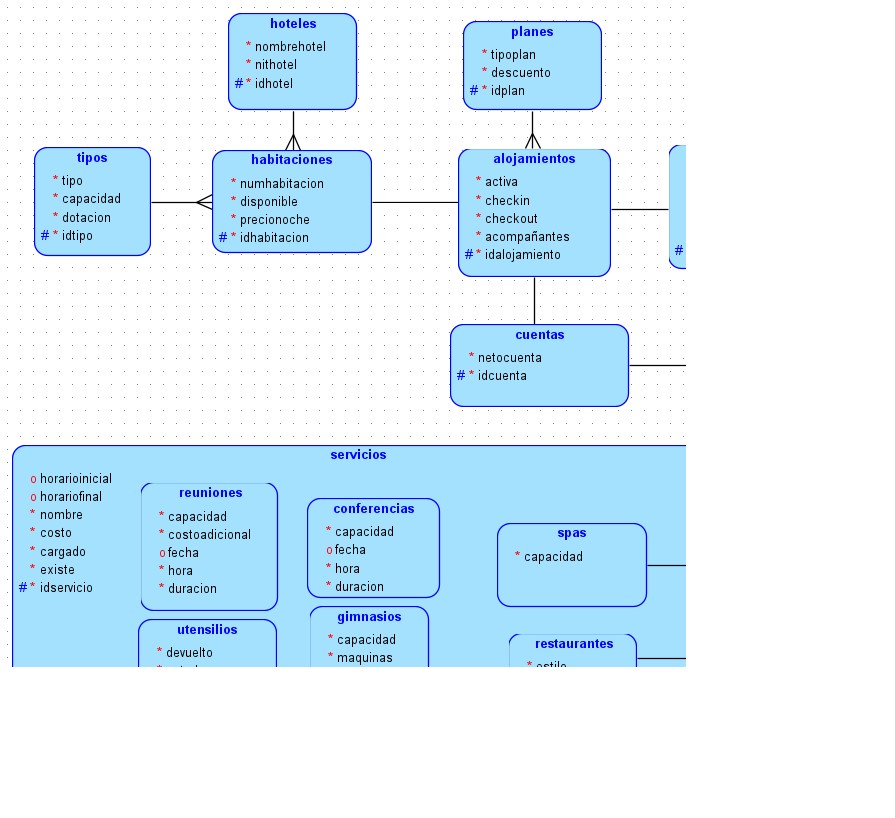 hoteles
* nombrehotel
* nithotel
#* idhotel
planes
* tipoplan
* descuento
#* idplan
tipos
* tipo
* capacidad
* dotacion
#* idtipo
habitaciones
* numhabitacion
* disponible
* precionoche
#* idhabitacion
alojamientos
* activa
* checkin
* checkout
* acompañantes
#* idalojamiento
#
cuentas
* netocuenta
#* idcuenta
servicios
o horarioinicial
o horariofinal
* nombre
* costo
* cargado
* existe
#* idservicio
reuniones
* capacidad
* costoadicional
o fecha
* hora
* duracion
conferencias
* capacidad
o fecha
* hora
* duracion
spas
* capacidad
utensilios
* devuelto
gimnasios
* capacidad
* maquinas
restaurantes
* estilo